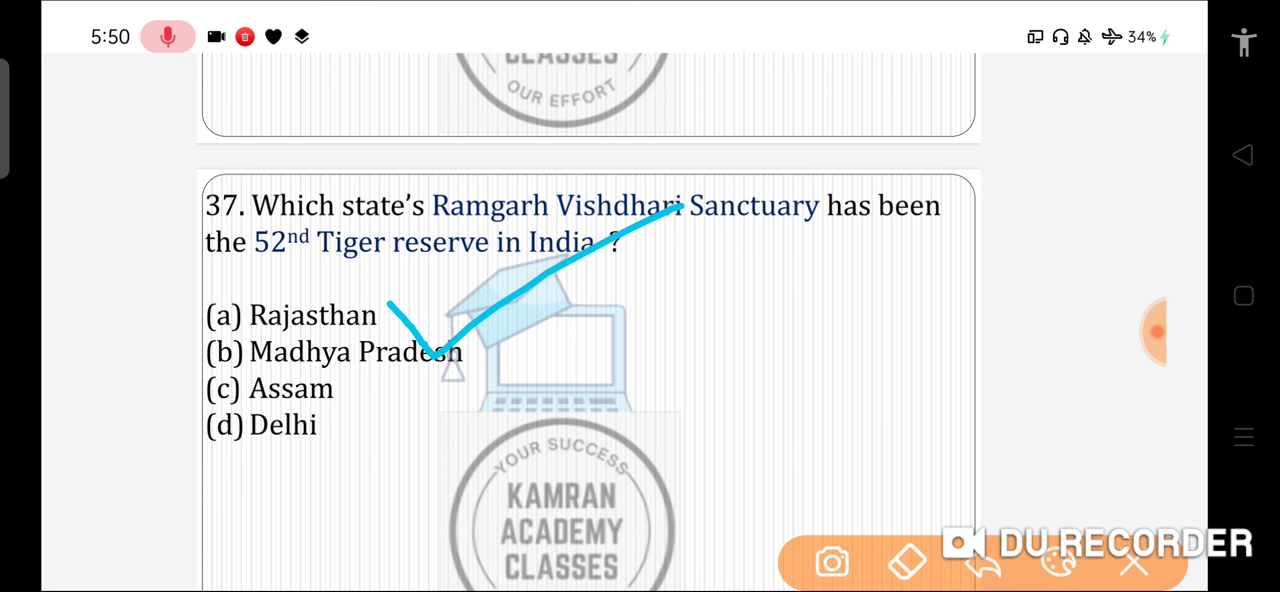 5:50
34%
CLASSES
OUR EFFORT
37. Which state's Ramgarh Vishdhari Sanctuary has been
the 52nd Tiger reserve in India ?
(a) Rajasthan
(b) Madhya Pradesh
(c) Assam
(d) Delhi
YOUR SUCCESS
KAMRAN
ACADEMY
CLASSES
DU RECORDER